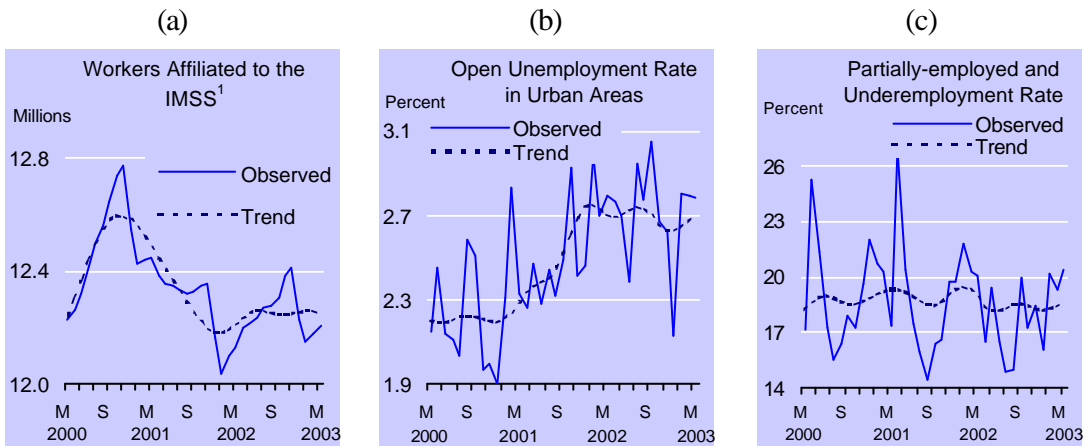 (a)
(b)
(c)
Workers Affiliated to the
IMSS1
Millions
12.8
12.4
12.0
Observed
Trend
M S M S M S M
2000 2001 2002 2003
Open Unemployment Rate
in Urban Areas
Percent
3.1
2.7
2.3
1.9
Observed
Trend
M S M S M S M
2000 2001 2002 2003
Partially-employed and
Underemployment Rate
Percent
26
23
20
17
14
Observed
Trend
M S M S M S M
2000 2001 2002 2003